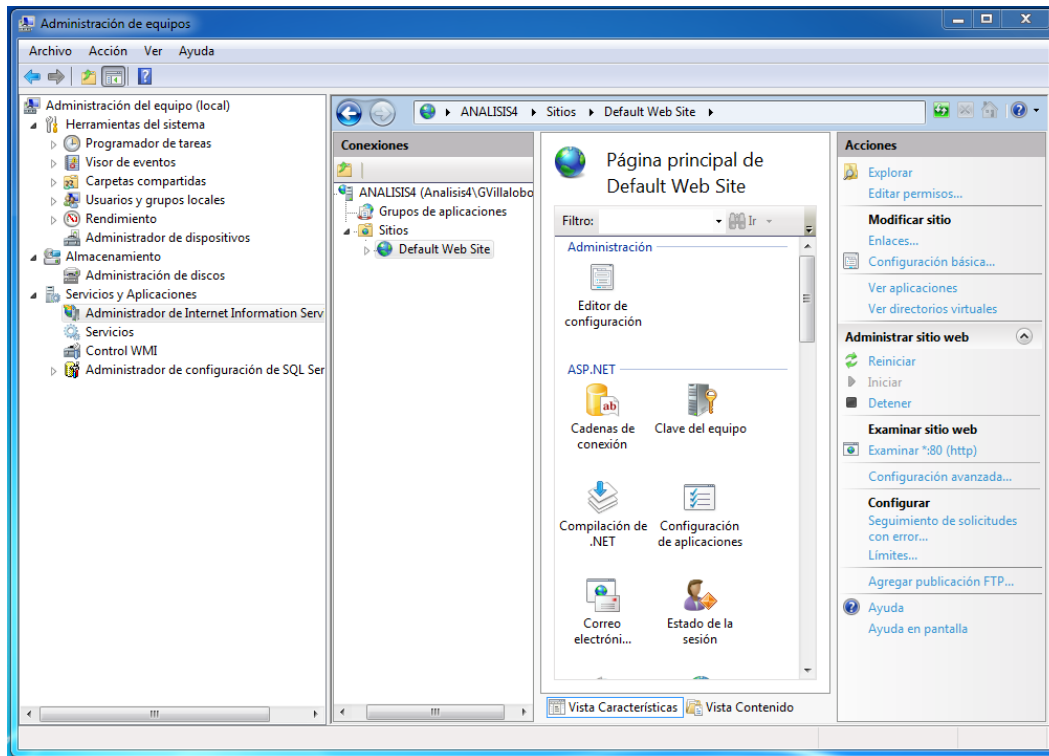 Administración de equipos
Archivo Acción Ver Ayuda
Administración del equipo (local)
Herramientas del sistema
Programador de tareas
Visor de eventos
Carpetas compartidas
Usuarios y grupos locales
Rendimiento
Administrador de dispositivos
Almacenamiento
Administración de discos
Servicios y Aplicaciones
Administrador de Internet Information Serv
Servicios
Control WMI
Administrador de configuración de SQL Ser
ANALISIS4 Sitios Default Web Site
Conexiones
ANALISIS4 (Analisis4\GVillalobo
Grupos de aplicaciones
Sitios
Default Web Site
Página principal de
Default Web Site
Filtro: Ir
Administración
Editor de
configuración
ASP.NET
Cadenas de
conexión
Clave del equipo
Compilación de
.NET
Configuración
de aplicaciones
Correo
electróni...
Estado de la
sesión
Vista Características Vista Contenido
Acciones
Explorar
Editar permisos...
Modificar sitio
Enlaces...
Configuración básica...
Ver aplicaciones
Ver directorios virtuales
Administrar sitio web
Reiniciar
Iniciar
Detener
Examinar sitio web
Examinar *:80 (http)
Configuración avanzada...
Configurar
Seguimiento de solicitudes
con error...
Límites...
Agregar publicación FTP...
Ayuda
Ayuda en pantalla